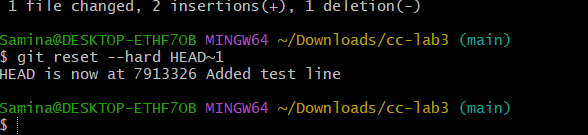 1 file changed, 2 insertions(+), 1 deletion(-)
Samina@DESKTOP-ETHF7OB MINGW64 ~/Downloads/cc-lab3 (main)
$ git reset --hard HEAD~1
HEAD is now at 7913326 Added test line
Samina@DESKTOP-ETHF7OB MINGW64 ~/Downloads/cc-lab3 (main)
$